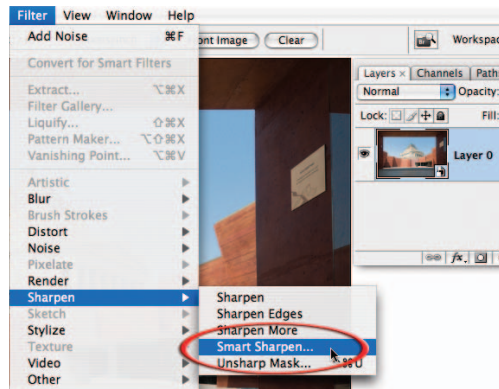 Filter View Window Help
Add Noise ⌘F
ont Image Clear
Workspac
Convert for Smart Filters
Layers × Channels Path
Extract... ⌥⌘X
Normal Opacity:
Filter Gallery...
Liquify... ⇧⌘X
Lock: Fill:
Pattern Maker... ⌥⇧⌘X
Vanishing Point... ⌥⌘V
Layer 0
Artistic
Blur
Brush Strokes
Distort
Noise
Pixelate
fx.
Render
Sharpen
Sharpen
Sketch
Sharpen Edges
Stylize
Sharpen More
Texture
Smart Sharpen...
Video
Unsharp Mask... ⌘U
Other